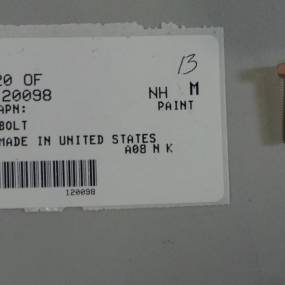 13
20 OF
120098
NH M
APN:
PAINT
BOLT
MADE IN UNITED STATES
A08 N K
120098